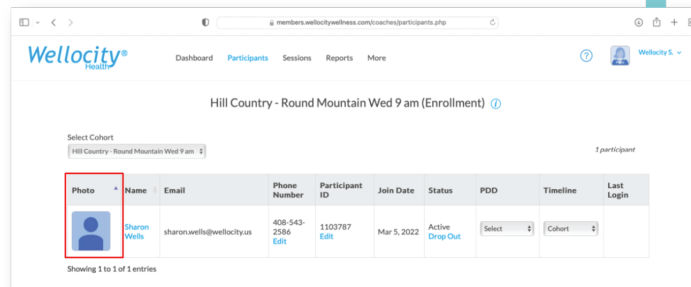 members.wellocitywellness.com/coaches/participants.php
Wellocity®
Health
Dashboard Participants Sessions Reports More
?
Wellocity S.
Hill Country - Round Mountain Wed 9 am (Enrollment) i
Select Cohort
Hill Country - Round Mountain Wed 9 am
1 participant
Photo Name Email Phone Number Participant ID Join Date Status PDD Timeline Last Login
Sharon Wells sharon.wells@wellocity.us 408-543-2586 Edit 1103787 Edit Mar 5, 2022 Active Drop Out Select Cohort
Showing 1 to 1 of 1 entries